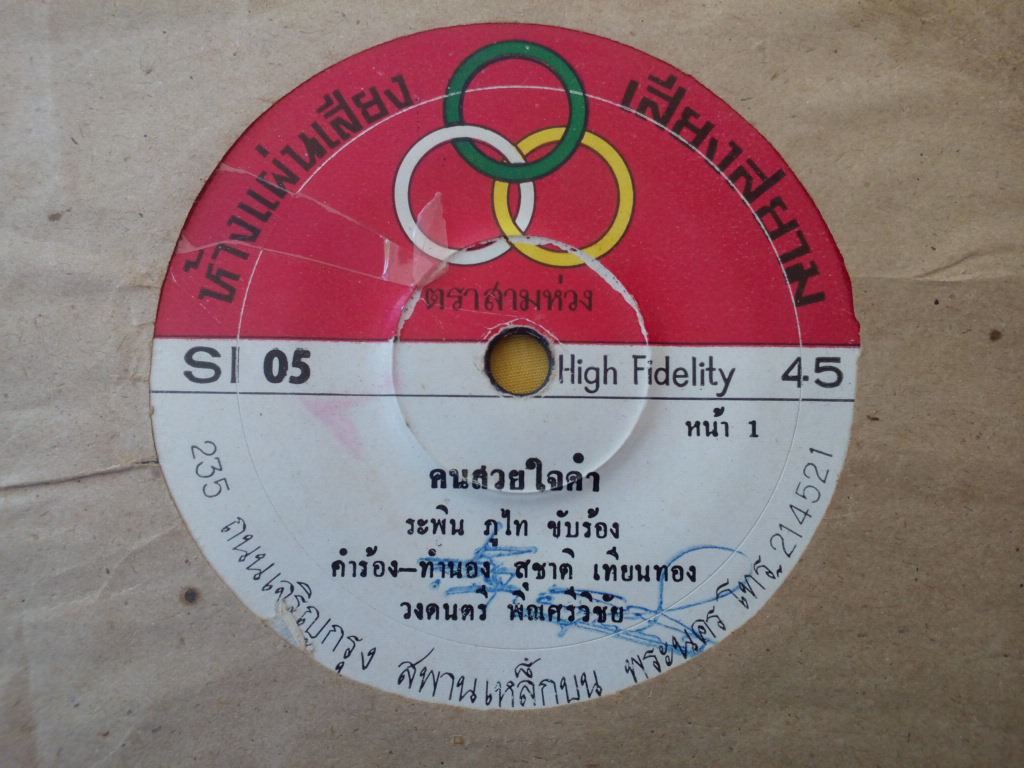 ห้างแผ่นเสียง เสียงสยาม
ตราสามห่วง
SI 05 High Fidelity 45
หน้า 1
คนสวยใจดำ
ระพิน ภูไท ขับร้อง
คำร้อง–ทำนอง สุชาติ เทียนทอง
วงดนตรี พิณศรีวิชัย
235 ถนนเจริญกรุง สพานเหล็กบน พระนคร โทร. 214521